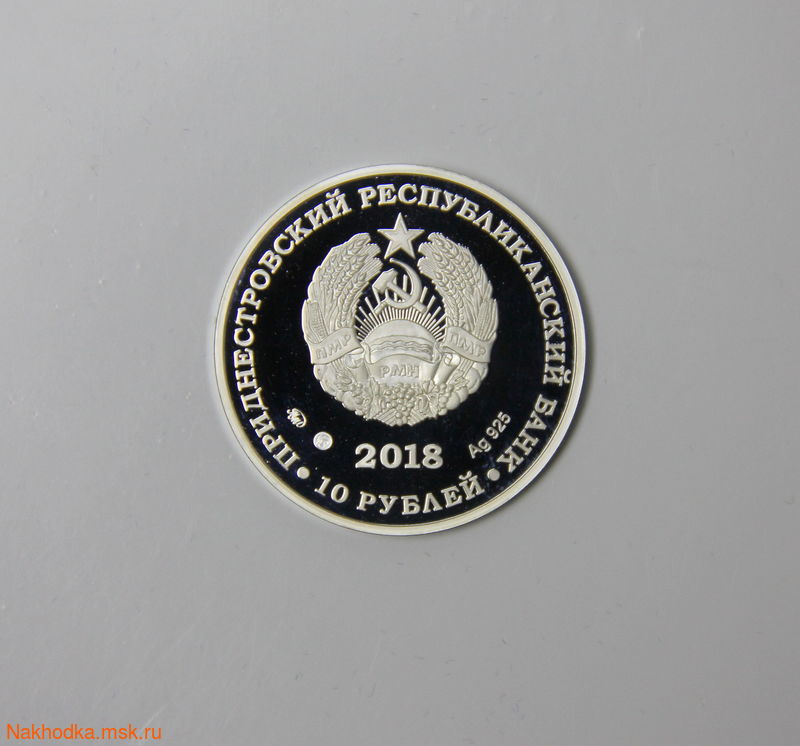 ПРИДНЕСТРОВСКИЙ РЕСПУБЛИКАНСКИЙ БАНК
ПМР
ПМР
РМН
Ag 925
2018
• 10 РУБЛЕЙ •
Nakhodka.msk.ru